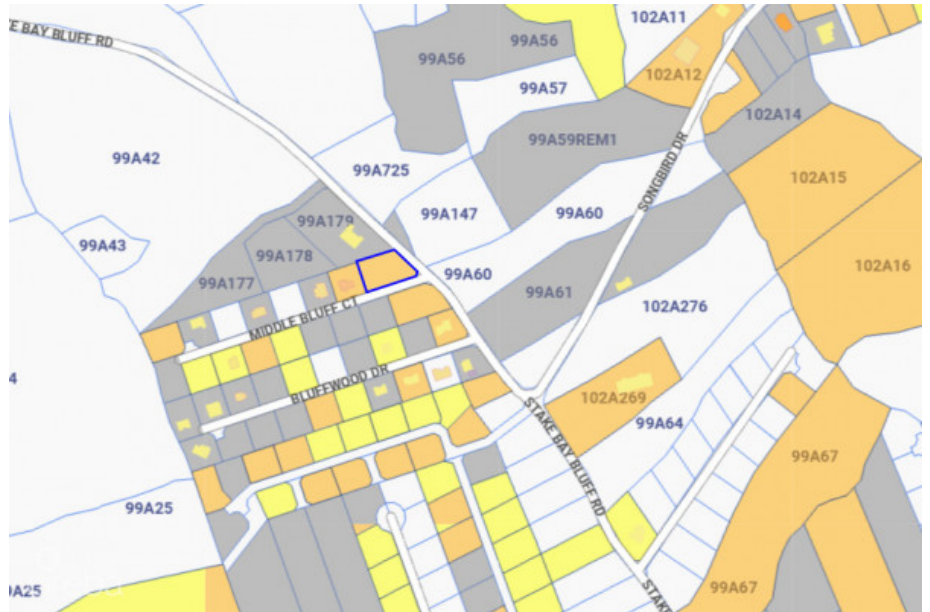 102A11
E BAY BLUFF RD
99A56
99A56
102A12
99A57
102A14
99A59REM1
99A42
99A725
102A15
SONGBIRD DR
99A179
99A147
99A60
99A43
99A178
102A16
99A177
99A60
99A61
102A276
MIDDLE BLUFF CT
4
BLUFFWOOD DR
102A269
STAKE BAY BLUFF RD
99A64
99A67
99A25
99A67
9A25
STAKE